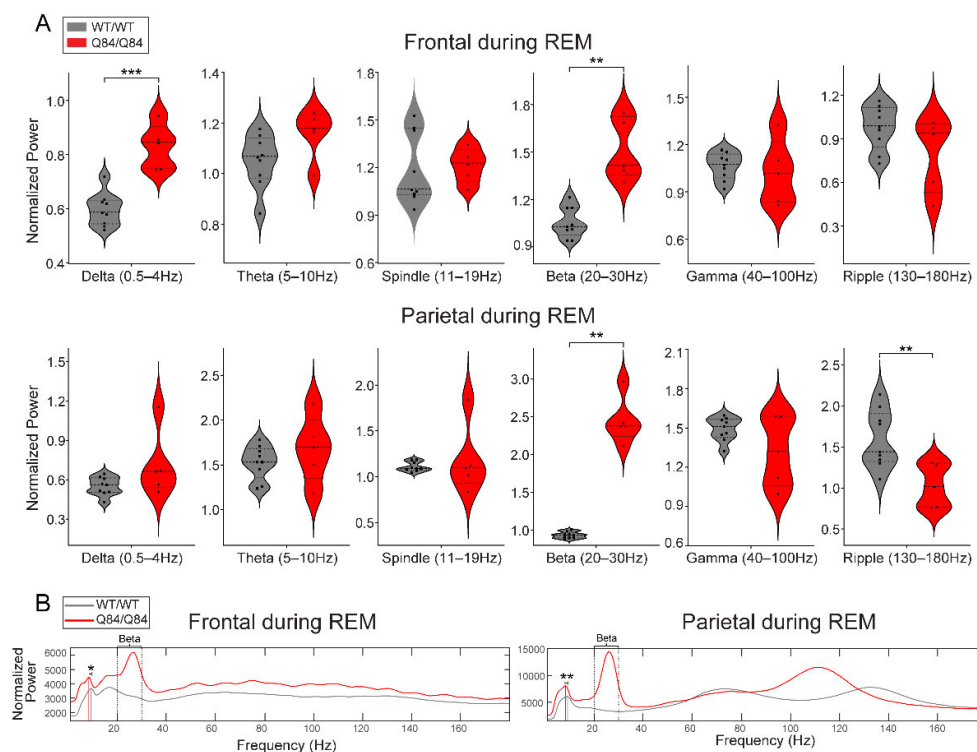 A
WT/WT
Q84/Q84
Frontal during REM
Normalized Power
*** ** 
1.0 0.8 0.6 0.4
1.4 1.2 1.0 0.8
1.8 1.5 1.2 0.9 0.6
1.8 1.5 1.2 0.9
1.5 1.2 0.9 0.6
1.2 0.9 0.6 0.3
Delta (0.5–4Hz) Theta (5–10Hz) Spindle (11–19Hz) Beta (20–30Hz) Gamma (40–100Hz) Ripple (130–180Hz)
Parietal during REM
Normalized Power
** **
1.5 1.2 0.9 0.6 0.3
2.5 2.0 1.5 1.0
2.5 2.0 1.5 1.0 0.5
3.0 2.5 2.0 1.5 1.0
2.1 1.8 1.5 1.2 0.9 0.6
2.5 2.0 1.5 1.0 0.5
Delta (0.5–4Hz) Theta (5–10Hz) Spindle (11–19Hz) Beta (20–30Hz) Gamma (40–100Hz) Ripple (130–180Hz)
B
WT/WT
Q84/Q84
Frontal during REM
Beta
*
Normalized Power
6000
5000
4000
3000
2000
20 40 60 80 100 120 140 160
Frequency (Hz)
Parietal during REM
Beta
**
15000
10000
5000
20 40 60 80 100 120 140 160
Frequency (Hz)